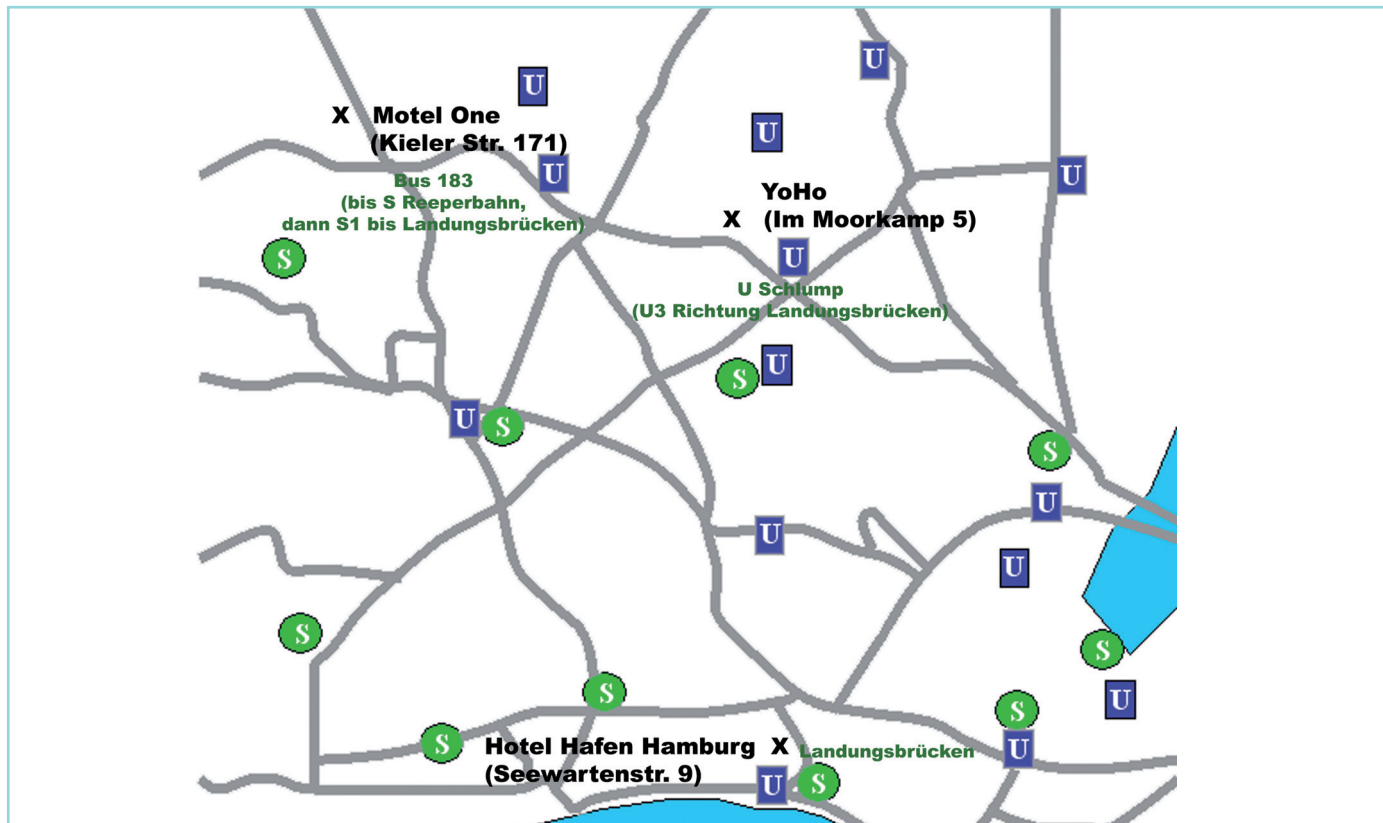 U
U
X Motel One
(Kieler Str. 171)
U
U
U
Bus 183
(bis S Reeperbahn,
dann S1 bis Landungsbrücken)
YoHo
X (Im Moorkamp 5)
S
U
U Schlump
(U3 Richtung Landungsbrücken)
S U
U S
S
U
U
U
S
S
S
U
S
S
Hotel Hafen Hamburg X Landungsbrücken
(Seewartenstr. 9)
U
U S